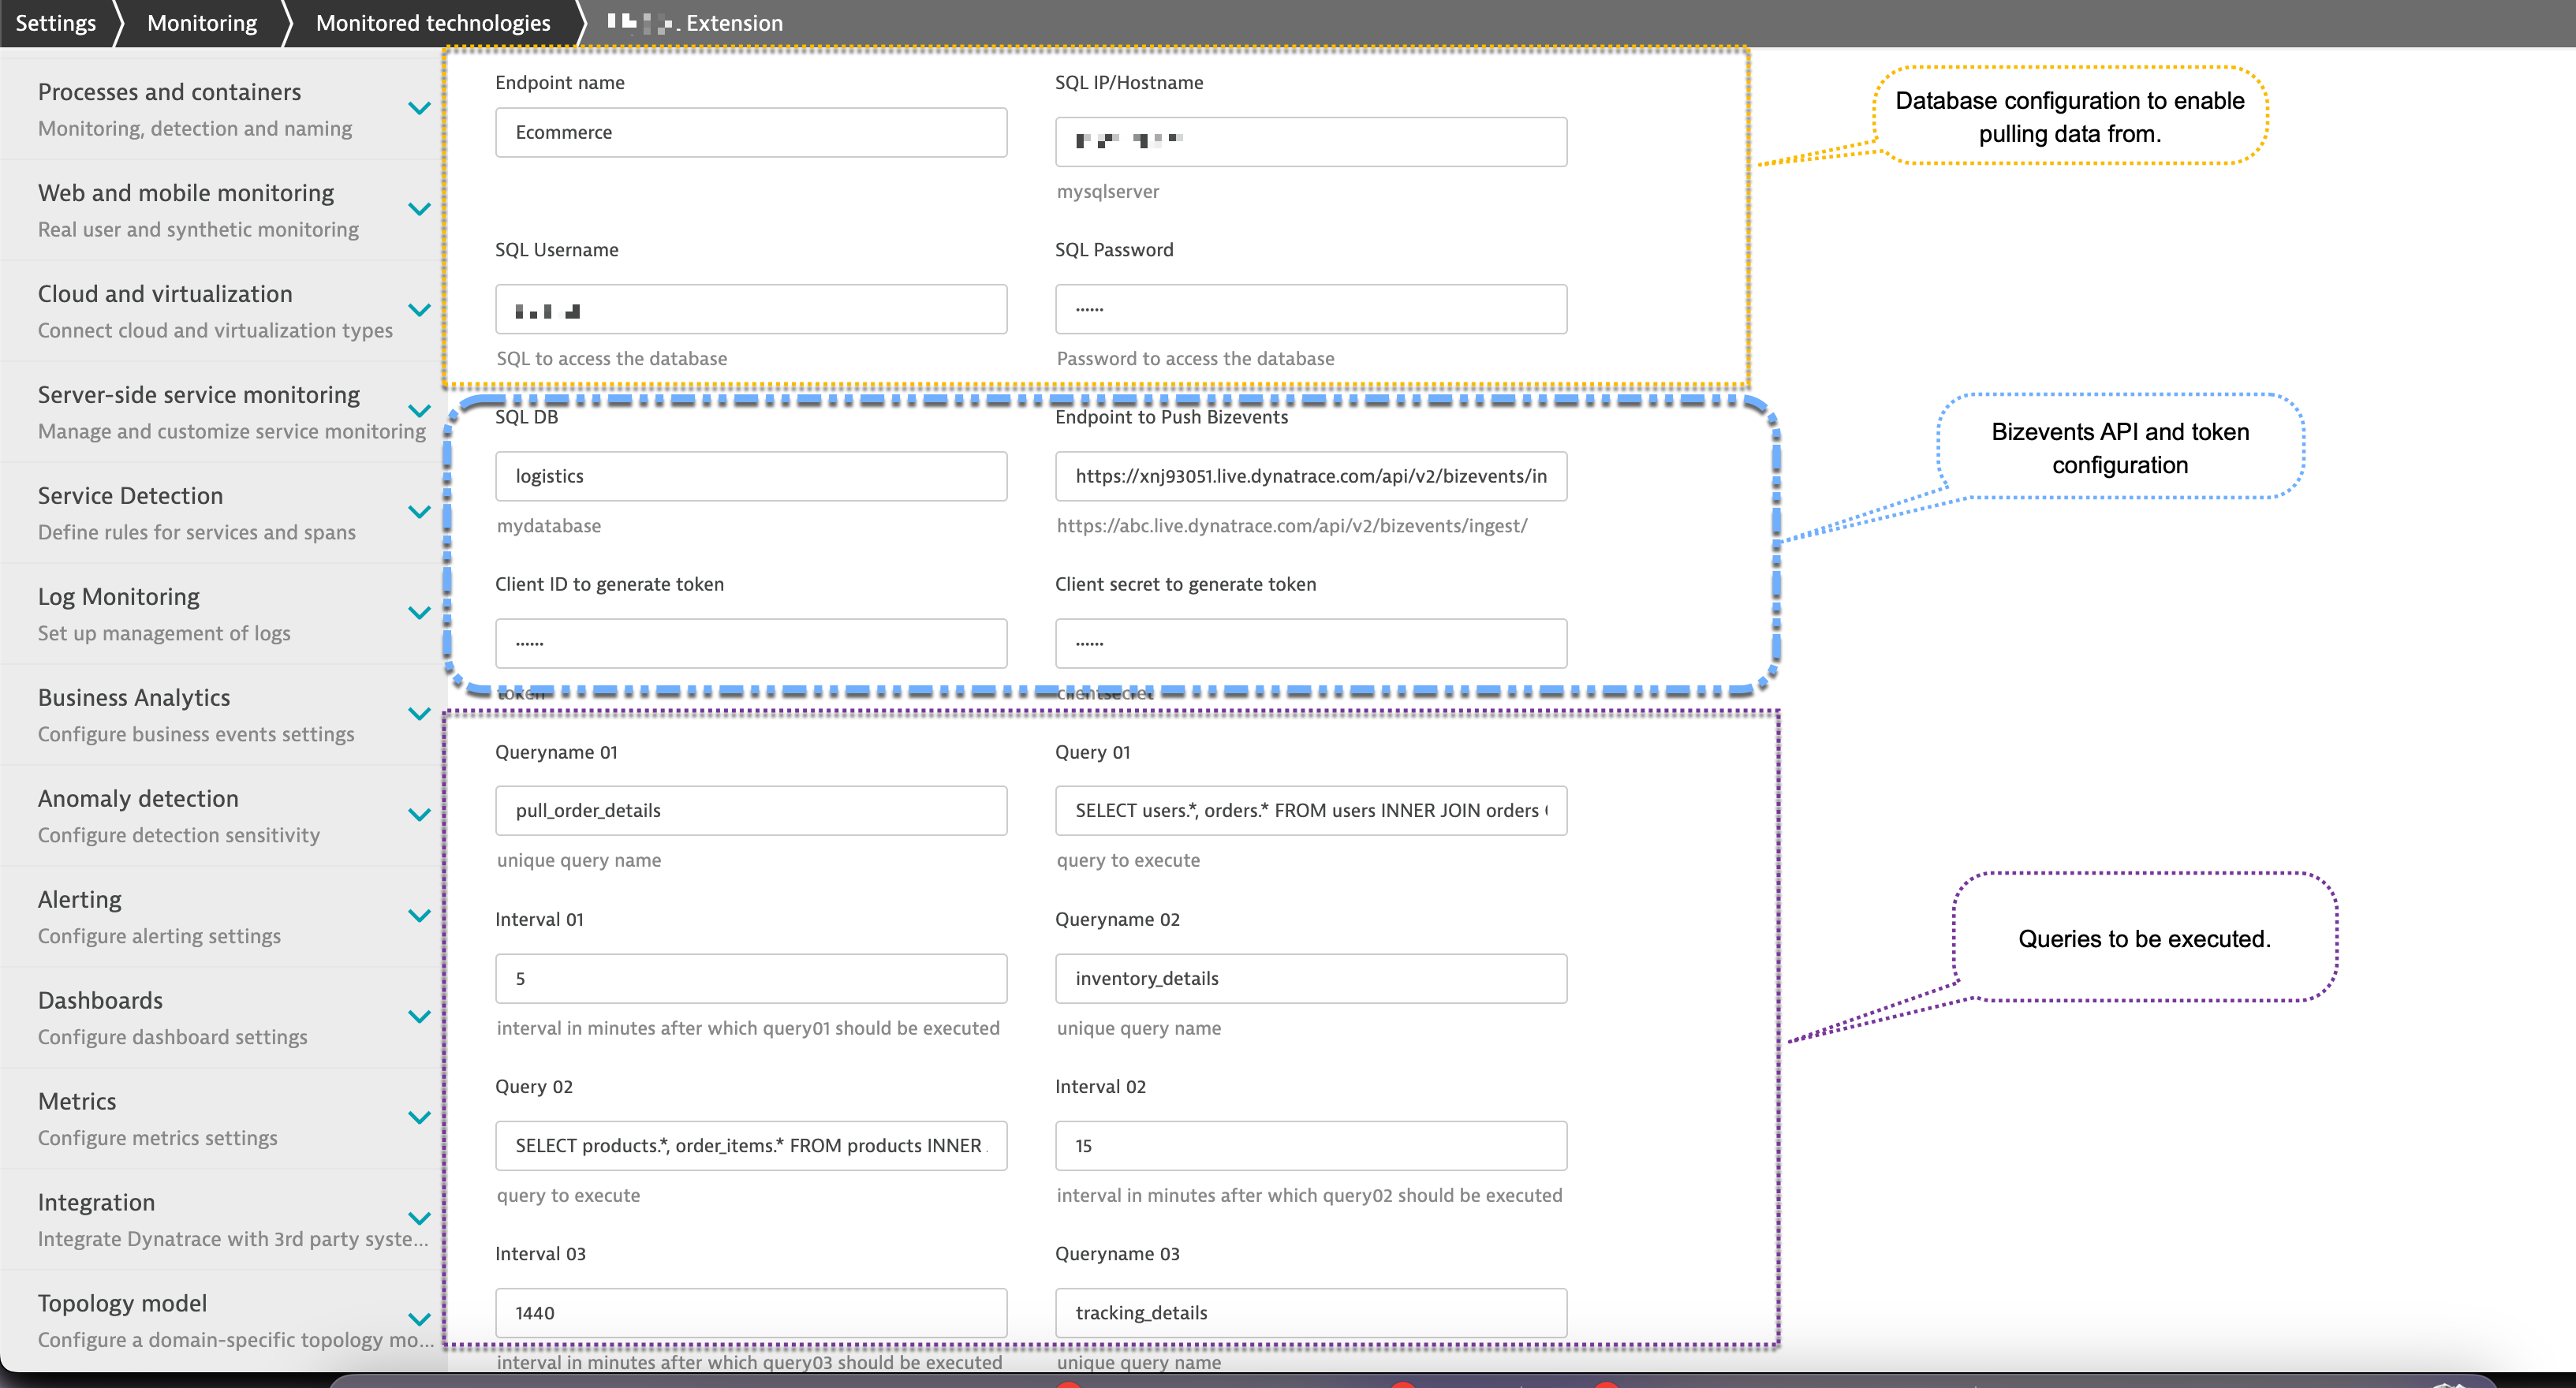 Settings
Monitoring
Monitored technologies
. Extension
Processes and containers
Monitoring, detection and naming
Web and mobile monitoring
Real user and synthetic monitoring
Cloud and virtualization
Connect cloud and virtualization types
Server-side service monitoring
Manage and customize service monitoring
Service Detection
Define rules for services and spans
Log Monitoring
Set up management of logs
Business Analytics
Configure business events settings
Anomaly detection
Configure detection sensitivity
Alerting
Configure alerting settings
Dashboards
Configure dashboard settings
Metrics
Configure metrics settings
Integration
Integrate Dynatrace with 3rd party syste...
Topology model
Configure a domain-specific topology mo...
Endpoint name
SQL IP/Hostname
Ecommerce
mysqlserver
SQL Username
SQL Password
······
SQL to access the database
Password to access the database
SQL DB
Endpoint to Push Bizevents
logistics
https://xnj93051.live.dynatrace.com/api/v2/bizevents/in
mydatabase
https://abc.live.dynatrace.com/api/v2/bizevents/ingest/
Client ID to generate token
Client secret to generate token
······
······
token
clientsecret
Queryname 01
Query 01
pull_order_details
SELECT users.*, orders.* FROM users INNER JOIN orders
unique query name
query to execute
Interval 01
Queryname 02
5
inventory_details
interval in minutes after which query01 should be executed
unique query name
Query 02
Interval 02
SELECT products.*, order_items.* FROM products INNER
15
query to execute
interval in minutes after which query02 should be executed
Interval 03
Queryname 03
1440
tracking_details
interval in minutes after which query03 should be executed
unique query name
Database configuration to enable
pulling data from.
Bizevents API and token
configuration
Queries to be executed.